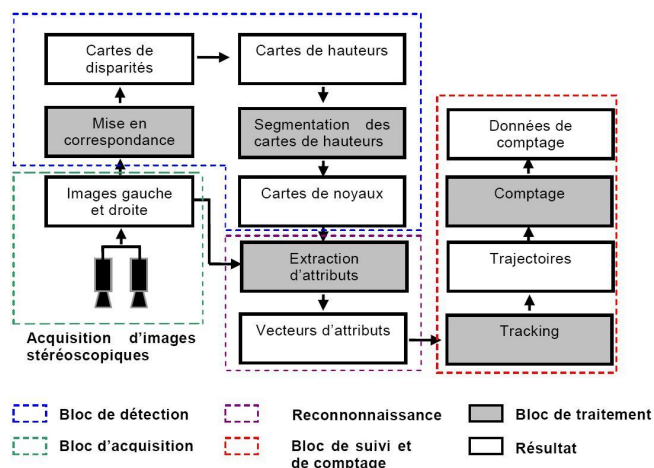 Cartes de
disparités
Cartes de hauteurs
Mise en
correspondance
Segmentation des
cartes de hauteurs
Données de
comptage
Images gauche
et droite
Cartes de noyaux
Comptage
Extraction
d'attributs
Trajectoires
Acquisition d'images
stéréoscopiques
Vecteurs d'attributs
Tracking
Bloc de détection
Reconnonnaissance
Bloc de traitement
Bloc d'acquisition
Bloc de suivi et
de comptage
Résultat